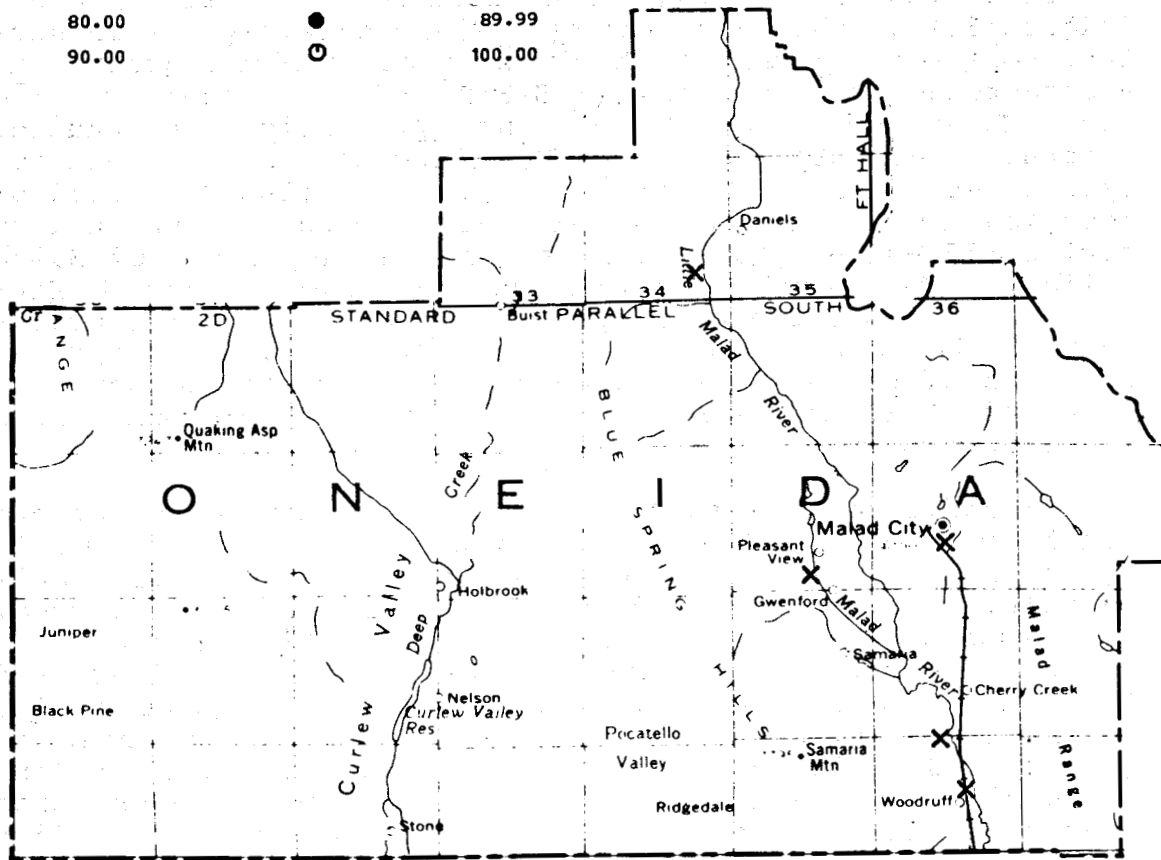 80.00 89.99
90.00 100.00
FT HALL
Daniels
Little
33 34 35 36
Cr
ANGE
2D STANDARD Buist PARALLEL SOUTH
Malad
River
BLUE
Quaking Asp
Mtn
Creek
O N E I D A
SPRING
Malad City
Pleasant
View
Valley
Holbrook
Gwenford
Malad
Malad
Juniper
Deep
Samaria
HILLS
River
Cherry Creek
Nelson
Black Pine
Curlew Valley
Res
Curlew
Pocatello
Valley
Samaria
Mtn
Range
Ridgedale
Woodruff
Stone